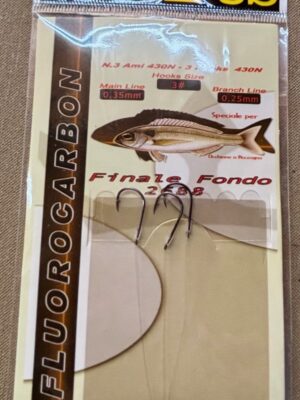 N.3 Ami 430N - 3 Hooks 430N
Hooks Size
Main Line 3# Branch Line
0.35mm 0.25mm
Speciale per
Finale Fondo
2608
FLUOROCARBON